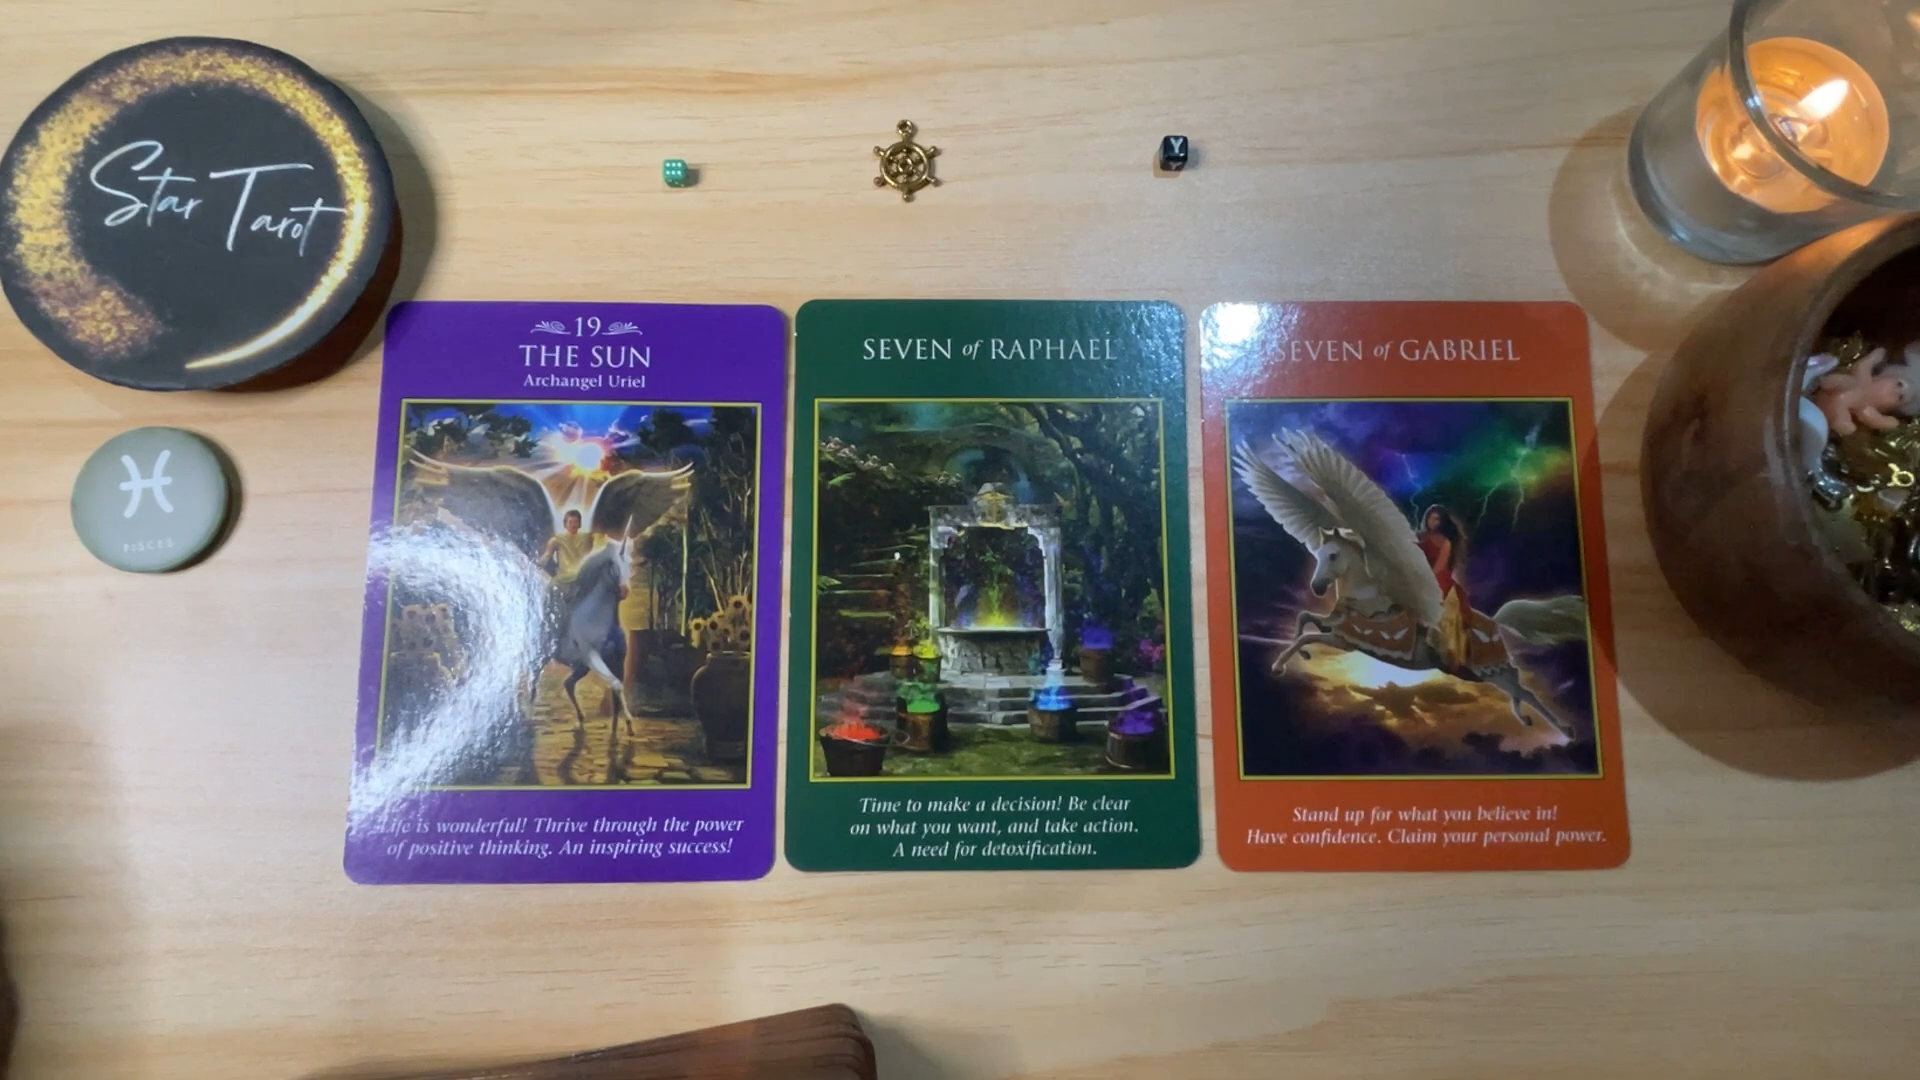 Star Tarot
Y
PISCES
19
THE SUN
Archangel Uriel
Life is wonderful! Thrive through the power
of positive thinking. An inspiring success!
SEVEN of RAPHAEL
Time to make a decision! Be clear
on what you want, and take action.
A need for detoxification.
SEVEN of GABRIEL
Stand up for what you believe in!
Have confidence. Claim your personal power.